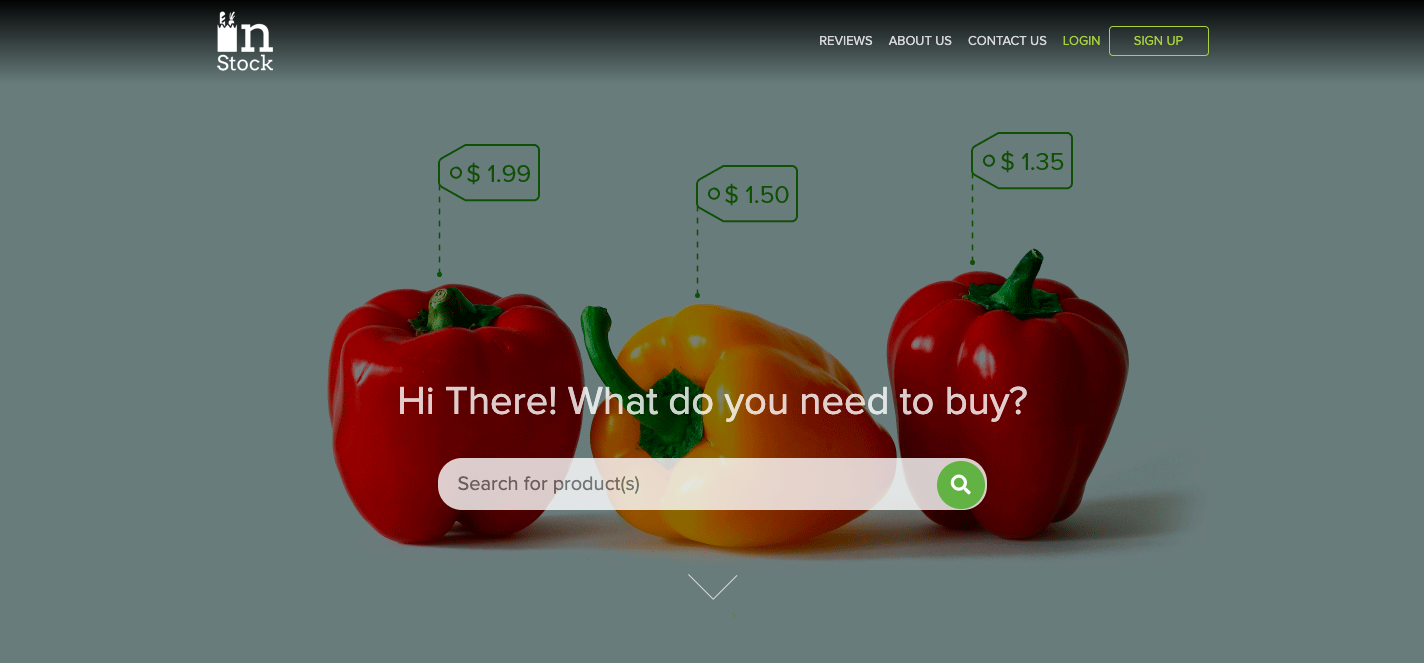 in
Stock
REVIEWS ABOUT US CONTACT US LOGIN SIGN UP
$ 1.99
$ 1.50
$ 1.35
Hi There! What do you need to buy?
Search for product(s)